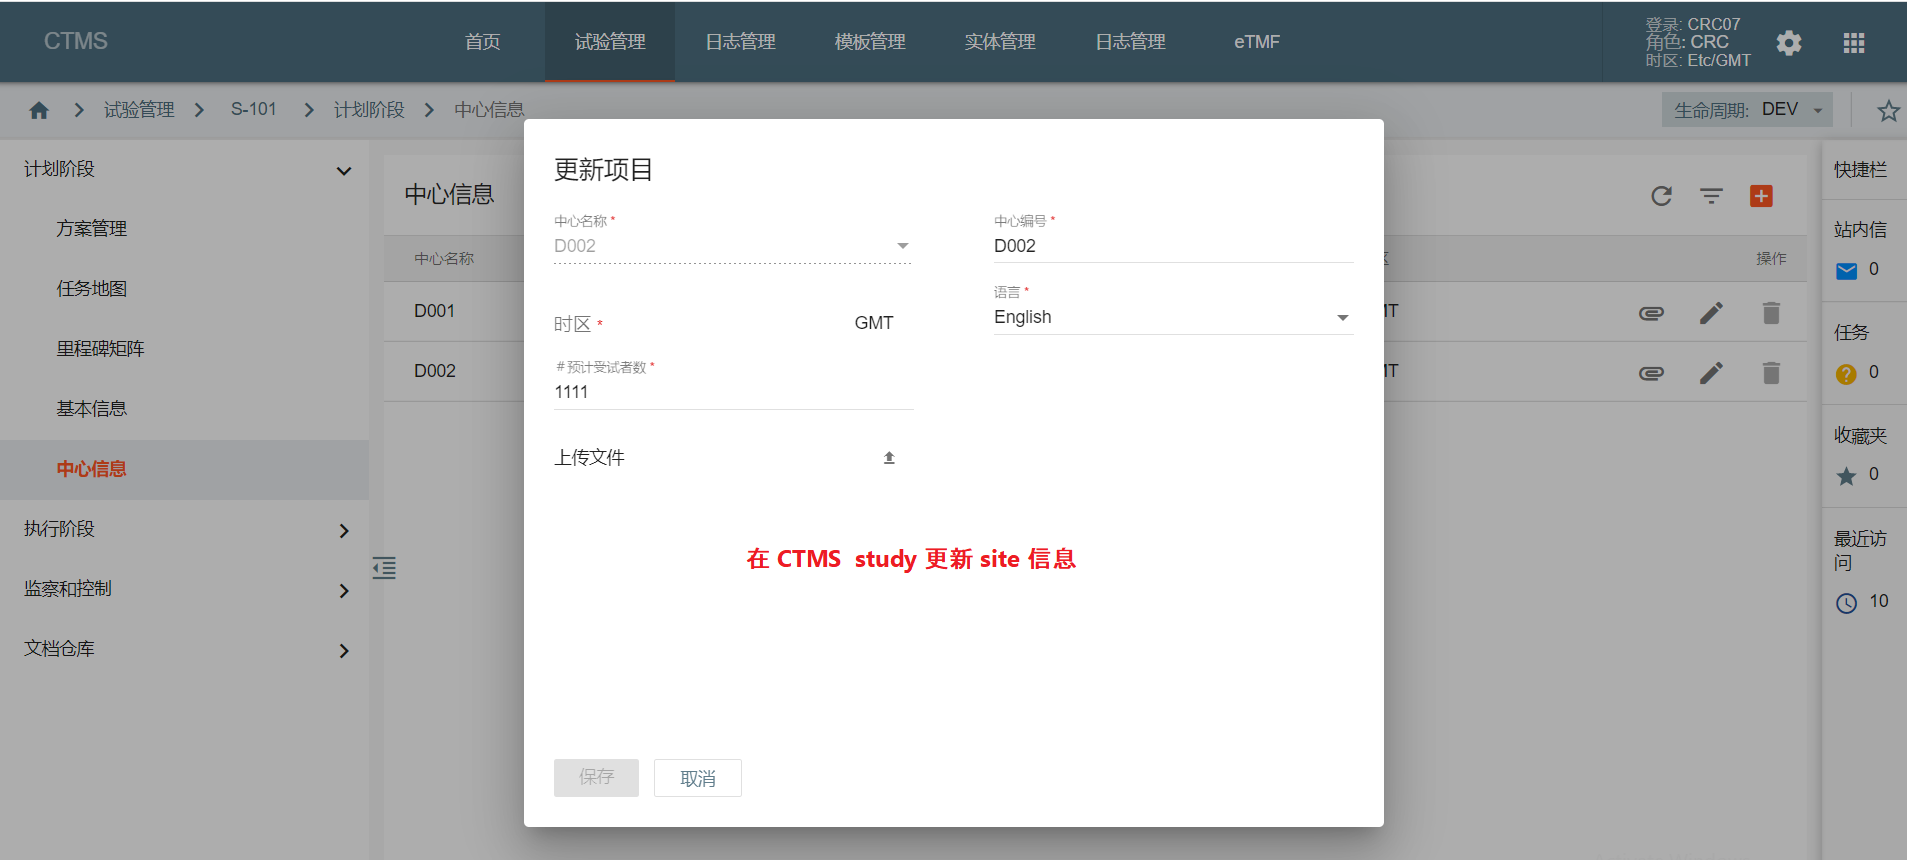 CTMS
首页
试验管理
日志管理
模板管理
实体管理
日志管理
eTMF
登录: CRC07
角色: CRC
时区: Etc/GMT
试验管理
S-101
计划阶段
中心信息
生命周期: DEV
计划阶段
方案管理
任务地图
里程碑矩阵
基本信息
中心信息
执行阶段
监察和控制
文档仓库
中心信息
中心名称
操作
D001
D002
更新项目
中心名称 *
D002
中心编号 *
D002
时区 *
GMT
语言 *
English
#预计受试者数 *
1111
上传文件
在 CTMS study 更新 site 信息
保存
取消
快捷栏
站内信
0
任务
0
收藏夹
0
最近访
问
10